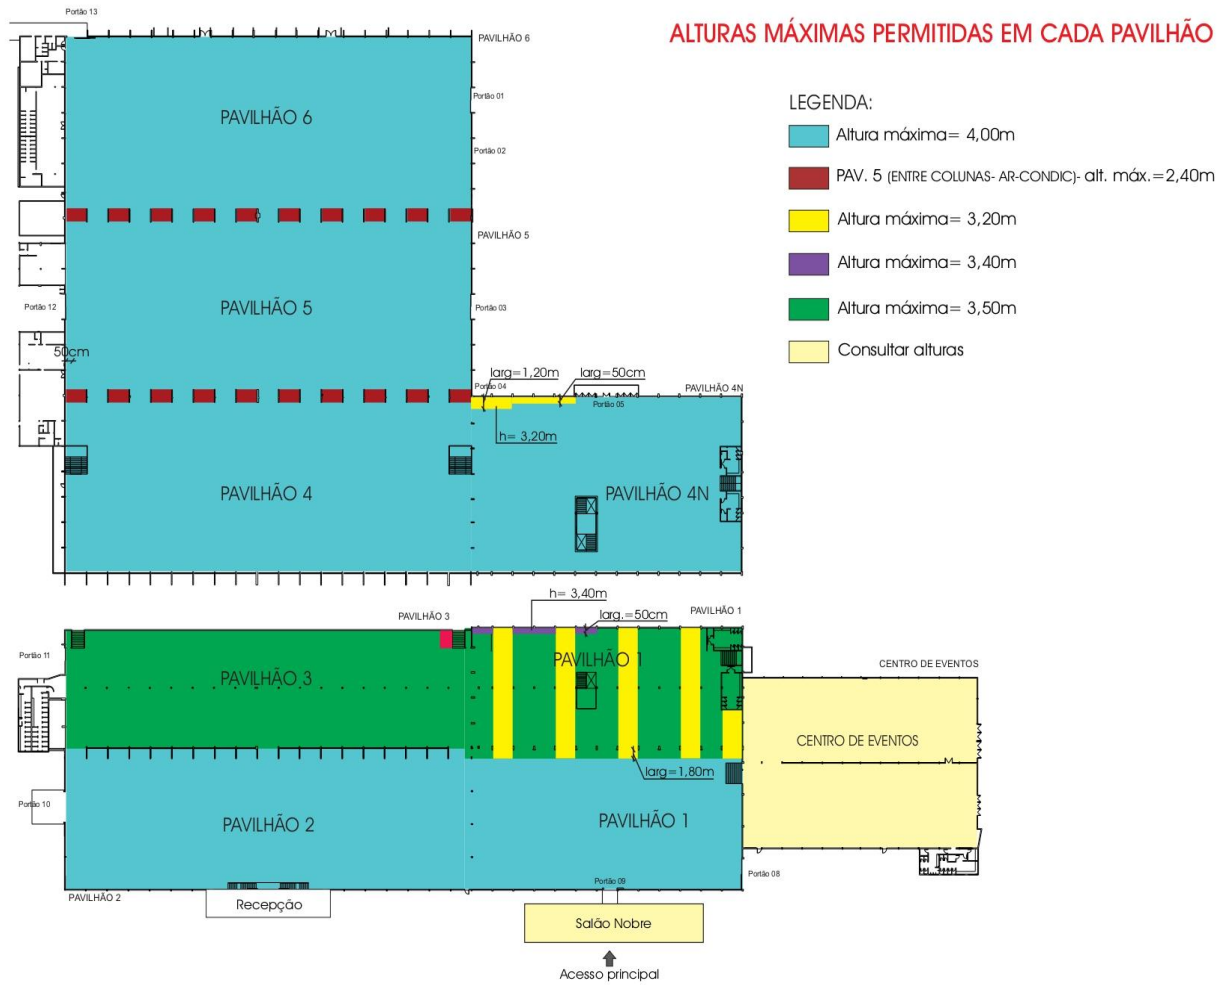 Portão 13
ALTURAS MÁXIMAS PERMITIDAS EM CADA PAVILHÃO
PAVILHÃO 6
LEGENDA:
Altura máxima= 4,00m
PAV. 5 (ENTRE COLUNAS- AR-CONDIC)- alt. máx.=2,40m
Altura máxima= 3,20m
Altura máxima= 3,40m
Altura máxima= 3,50m
Consultar alturas
Portão 01
PAVILHÃO 6
Portão 02
PAVILHÃO 5
Portão 12
PAVILHÃO 5
Portão 03
50cm
larg=1,20m
larg=50cm
Portão 04
PAVILHÃO 4N
Portão 05
h= 3,20m
PAVILHÃO 4
PAVILHÃO 4N
h= 3,40m
larg.=50cm
PAVILHÃO 3
PAVILHÃO 1
Portão 11
PAVILHÃO 3
PAVILHÃO 1
CENTRO DE EVENTOS
CENTRO DE EVENTOS
larg=1,80m
Portão 10
PAVILHÃO 2
PAVILHÃO 1
Portão 09
Portão 08
PAVILHÃO 2
Recepção
Salão Nobre
Acesso principal